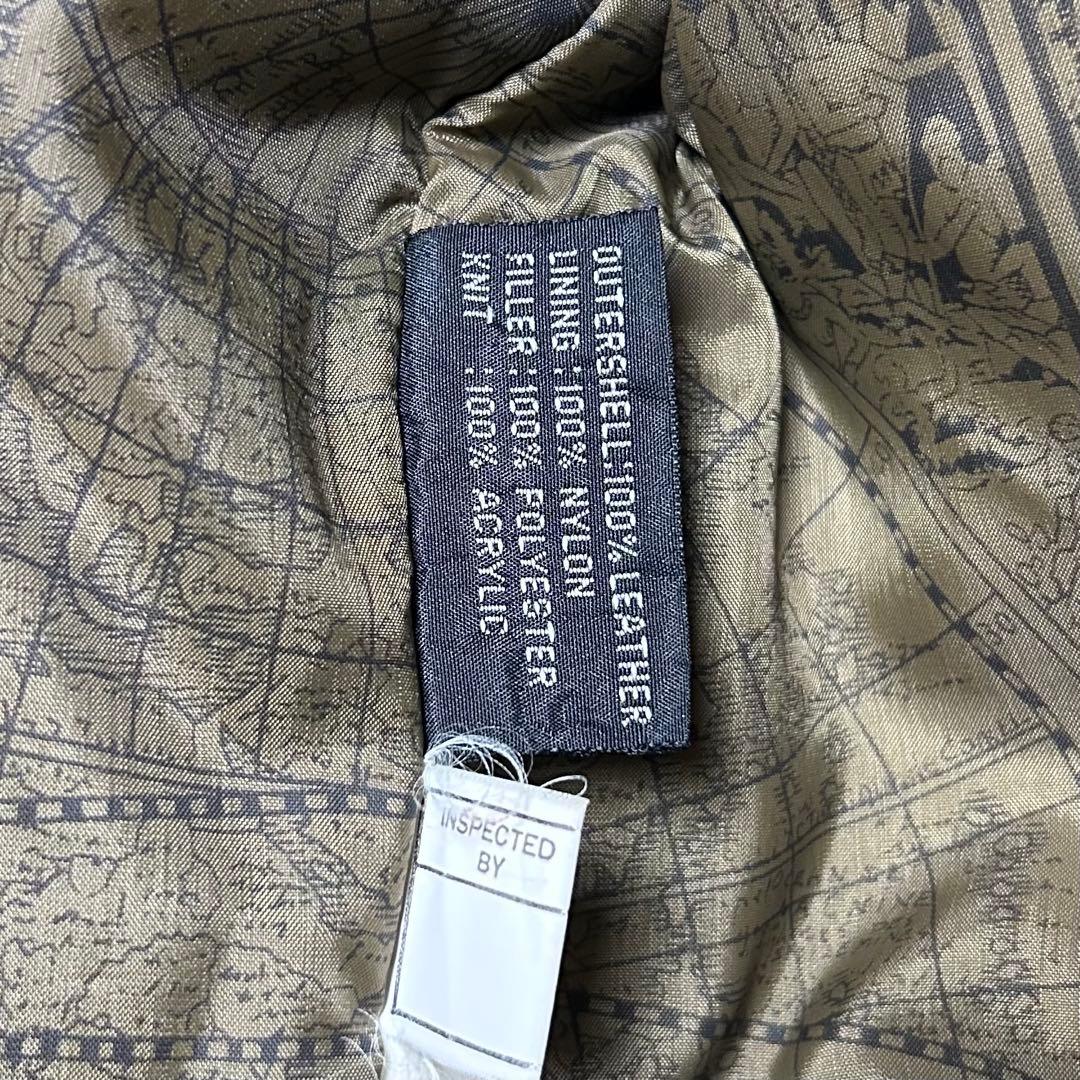 OUTERSHELL:100% LEATHER
LINING :100% NYLON
FILLER :100% POLYESTER
KNIT :100% ACRYLIC
INSPECTED
BY